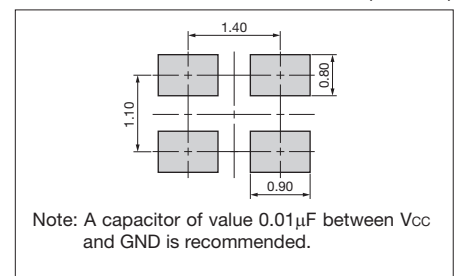 1.40
0.80
1.10
0.90
Note: A capacitor of value 0.01μF between Vcc
and GND is recommended.